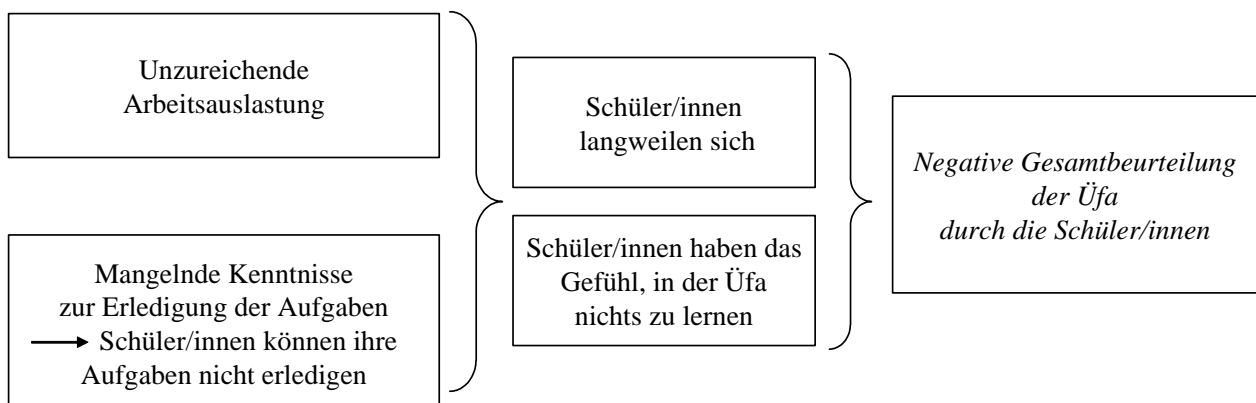 Unzureichende
Arbeitsauslastung
Mangelnde Kenntnisse
zur Erledigung der Aufgaben
→ Schüler/innen können ihre
Aufgaben nicht erledigen
Schüler/innen
langweilen sich
Schüler/innen haben das
Gefühl, in der Üfa
nichts zu lernen
Negative Gesamtbeurteilung
der Üfa
durch die Schüler/innen